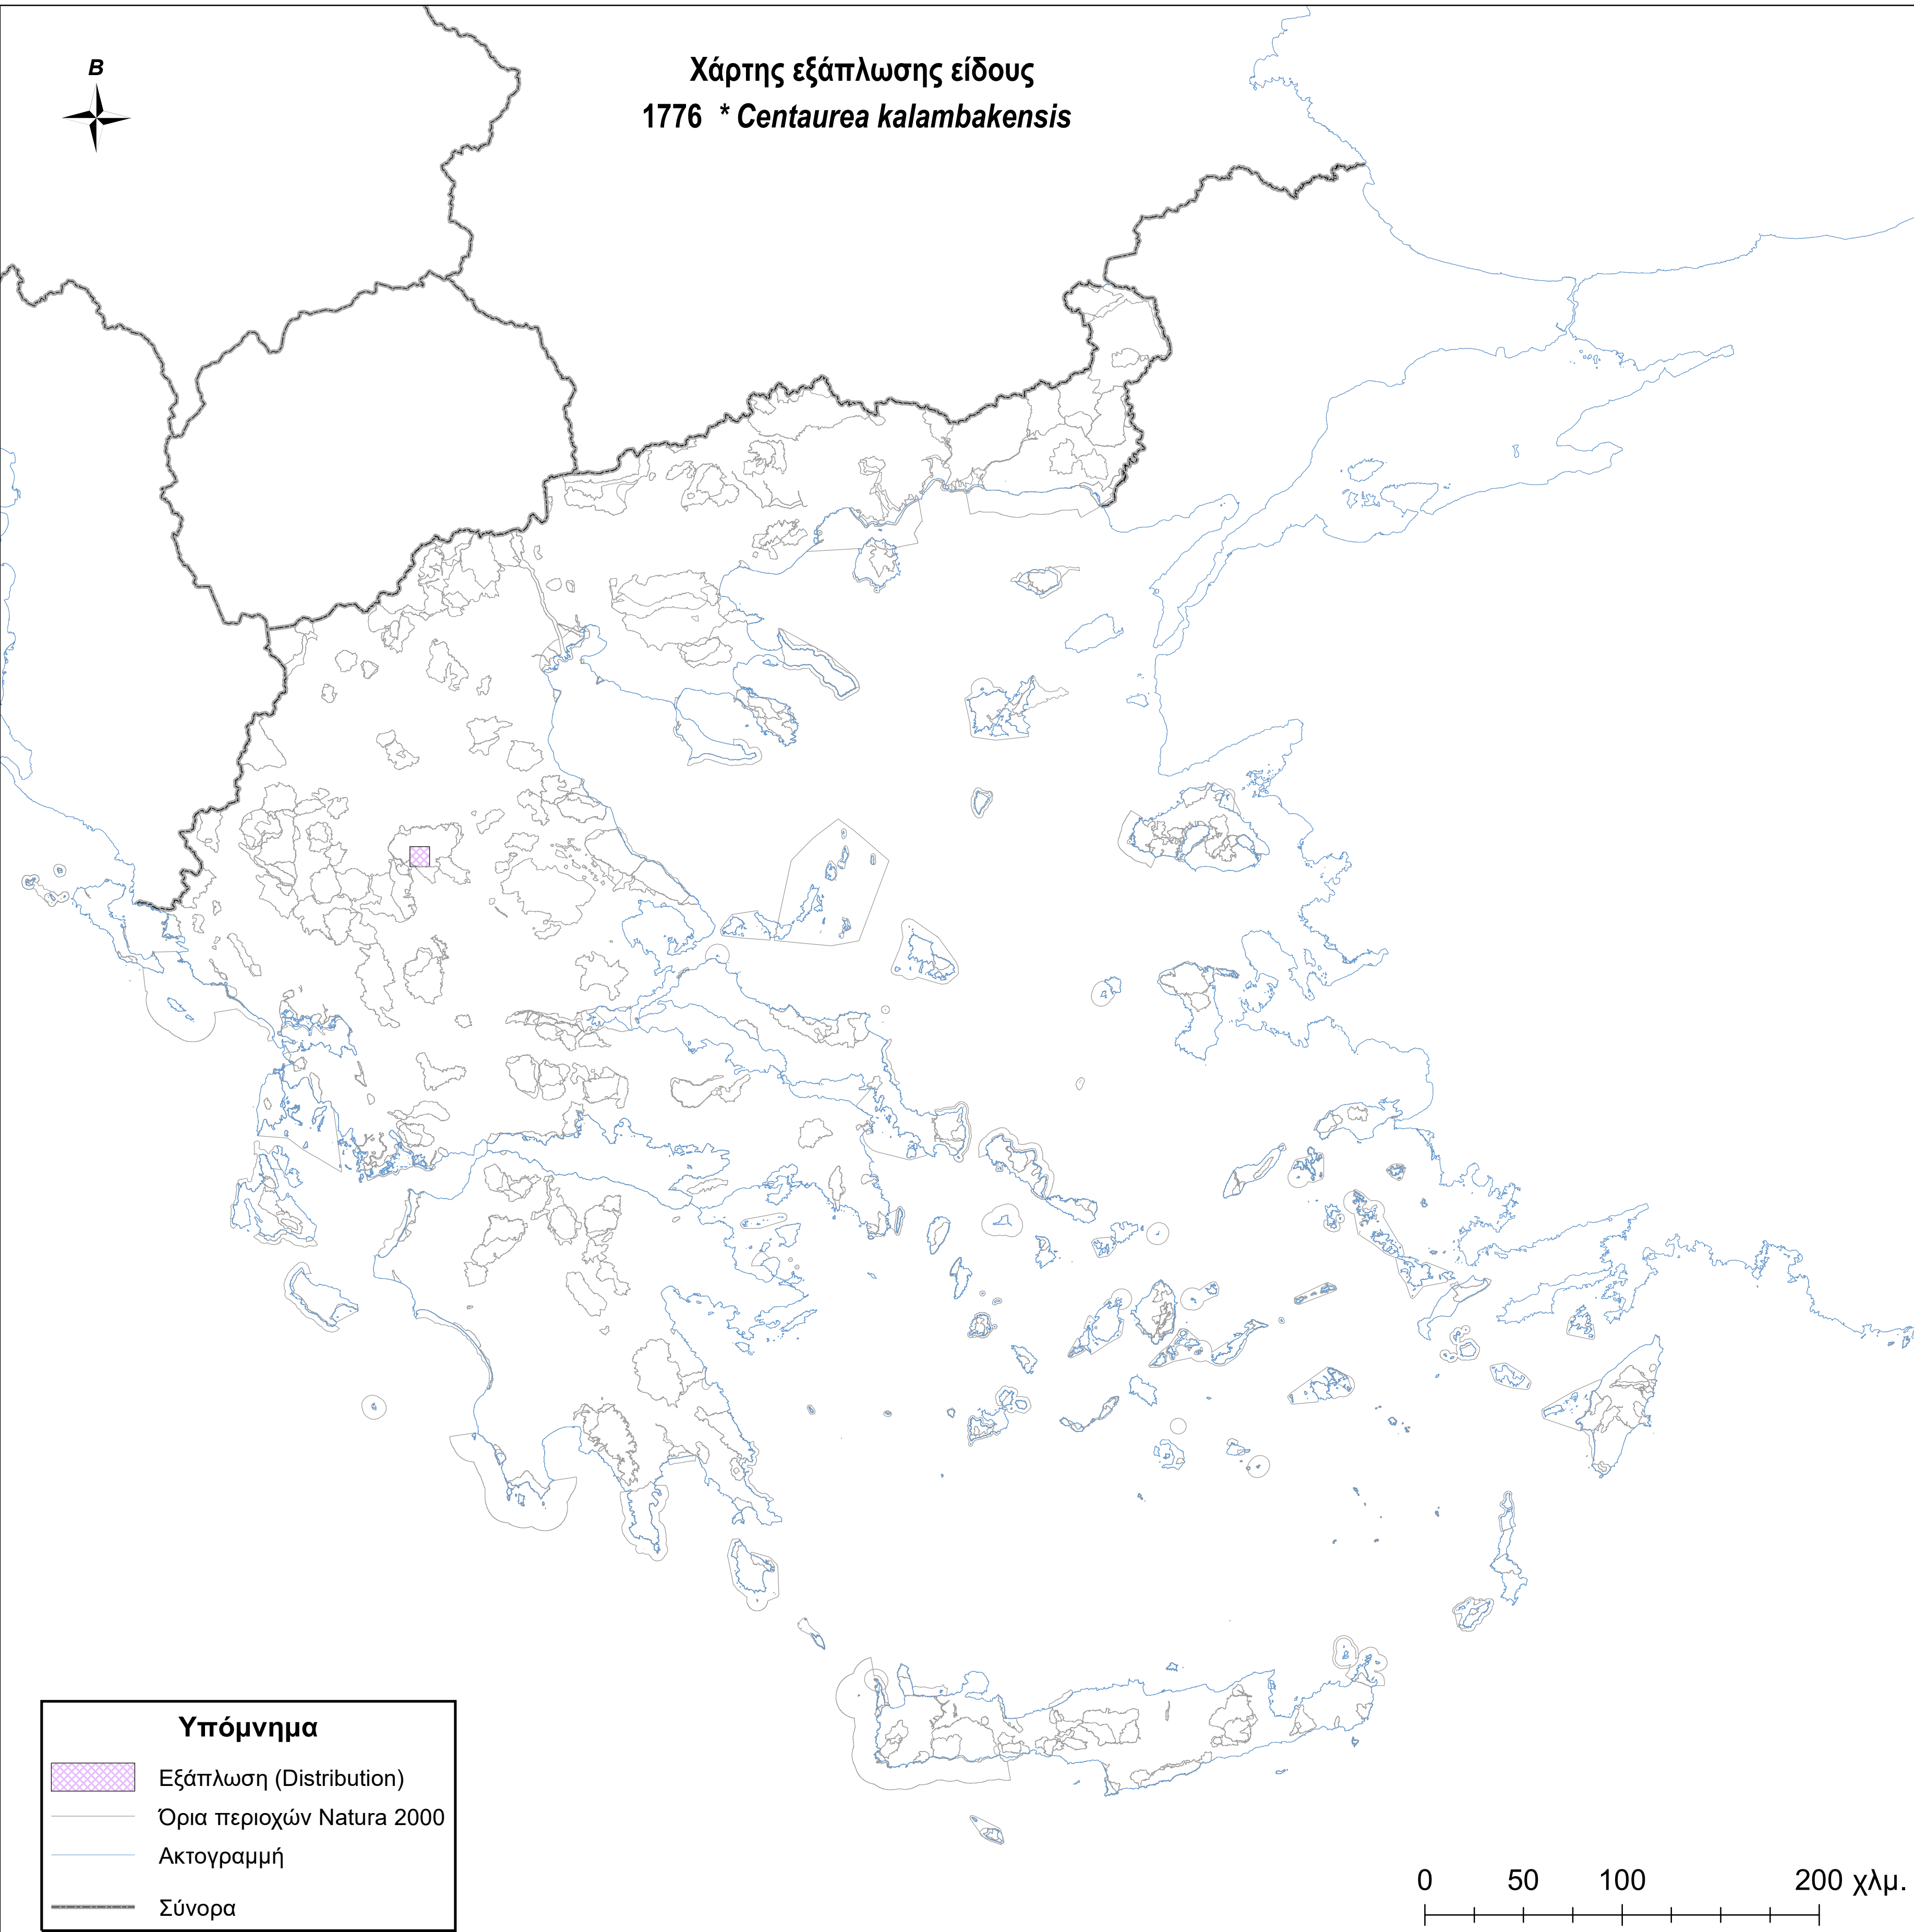 Β
Χάρτης εξάπλωσης είδους
1776 * Centaurea kalambakensis
Υπόμνημα
Εξάπλωση (Distribution)
Όρια περιοχών Natura 2000
Ακτογραμμή
Σύνορα
0 50 100 200 χλμ.